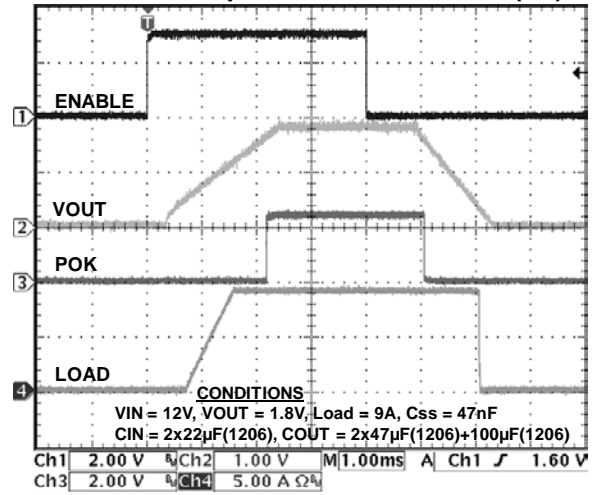 T
ENABLE
1
VOUT
2
POK
3
LOAD
4
CONDITIONS
VIN = 12V, VOUT = 1.8V, Load = 9A, Css = 47nF
CIN = 2x22µF(1206), COUT = 2x47µF(1206)+100µF(1206)
Ch1 2.00 V Ch2 1.00 V M 1.00ms A Ch1 1.60 V
Ch3 2.00 V Ch4 5.00 A Ω